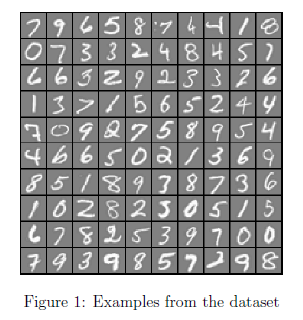 7 9 6 5 8 7 4 4 1 8
0 7 3 3 2 4 8 4 5 1
6 6 3 2 9 2 3 3 2 6
1 3 7 1 5 6 5 2 4 4
7 0 9 2 7 5 8 9 5 4
4 6 6 5 0 2 1 3 6 9
8 5 1 8 9 3 8 7 3 6
1 0 2 8 2 3 0 5 1 5
6 7 8 2 5 3 9 7 0 0
7 9 3 9 8 5 7 2 9 8
Figure 1: Examples from the dataset